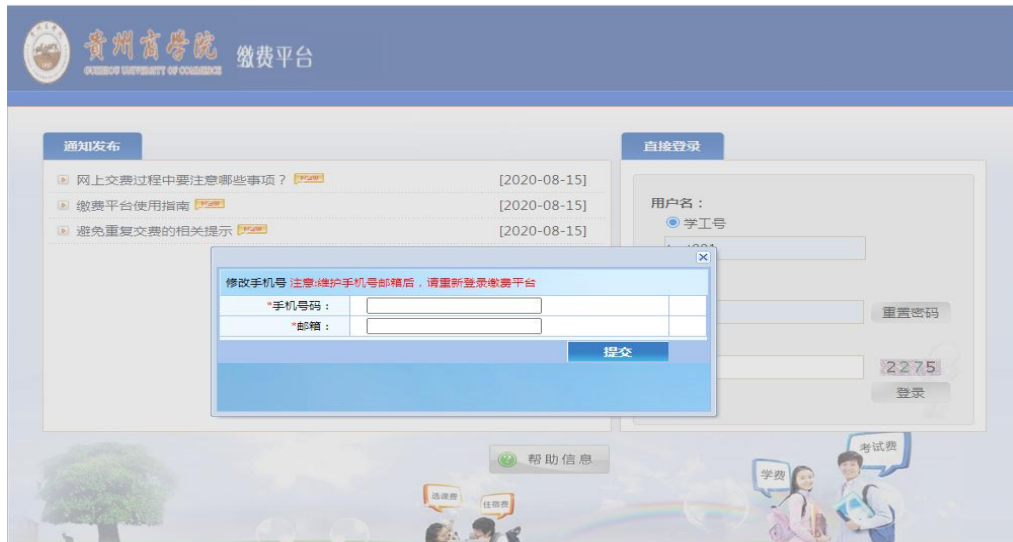 贵州商学院 缴费平台
GUIZHOU UNIVERSITY OF COMMERCE
通知发布
网上交费过程中要注意哪些事项？ [2020-08-15]
缴费平台使用指南 [2020-08-15]
避免重复交费的相关提示 [2020-08-15]
直接登录
用户名：
学工号
修改手机号 注意:维护手机号邮箱后，请重新登录缴费平台
*手机号码：
*邮箱：
提交
重置密码
2275
登录
帮助信息
选课费
住宿费
学费
考试费